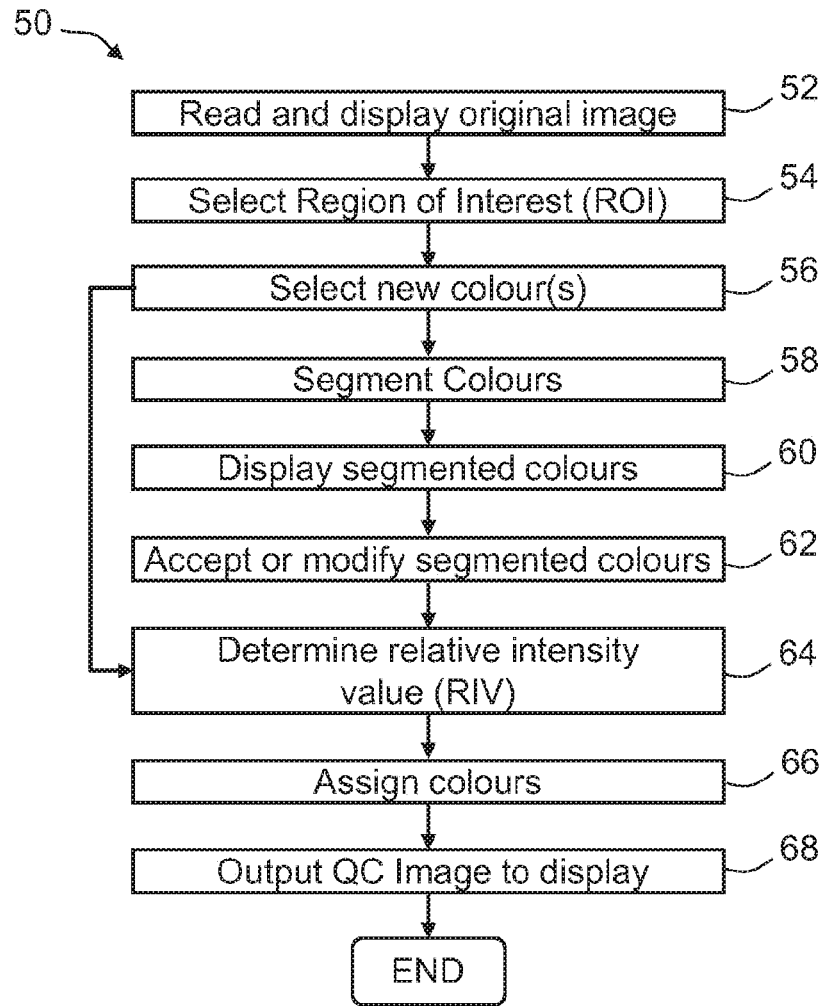 50
Read and display original image
52
Select Region of Interest (ROI)
54
Select new colour(s)
56
Segment Colours
58
Display segmented colours
60
Accept or modify segmented colours
62
Determine relative intensity
value (RIV)
64
Assign colours
66
Output QC Image to display
68
END